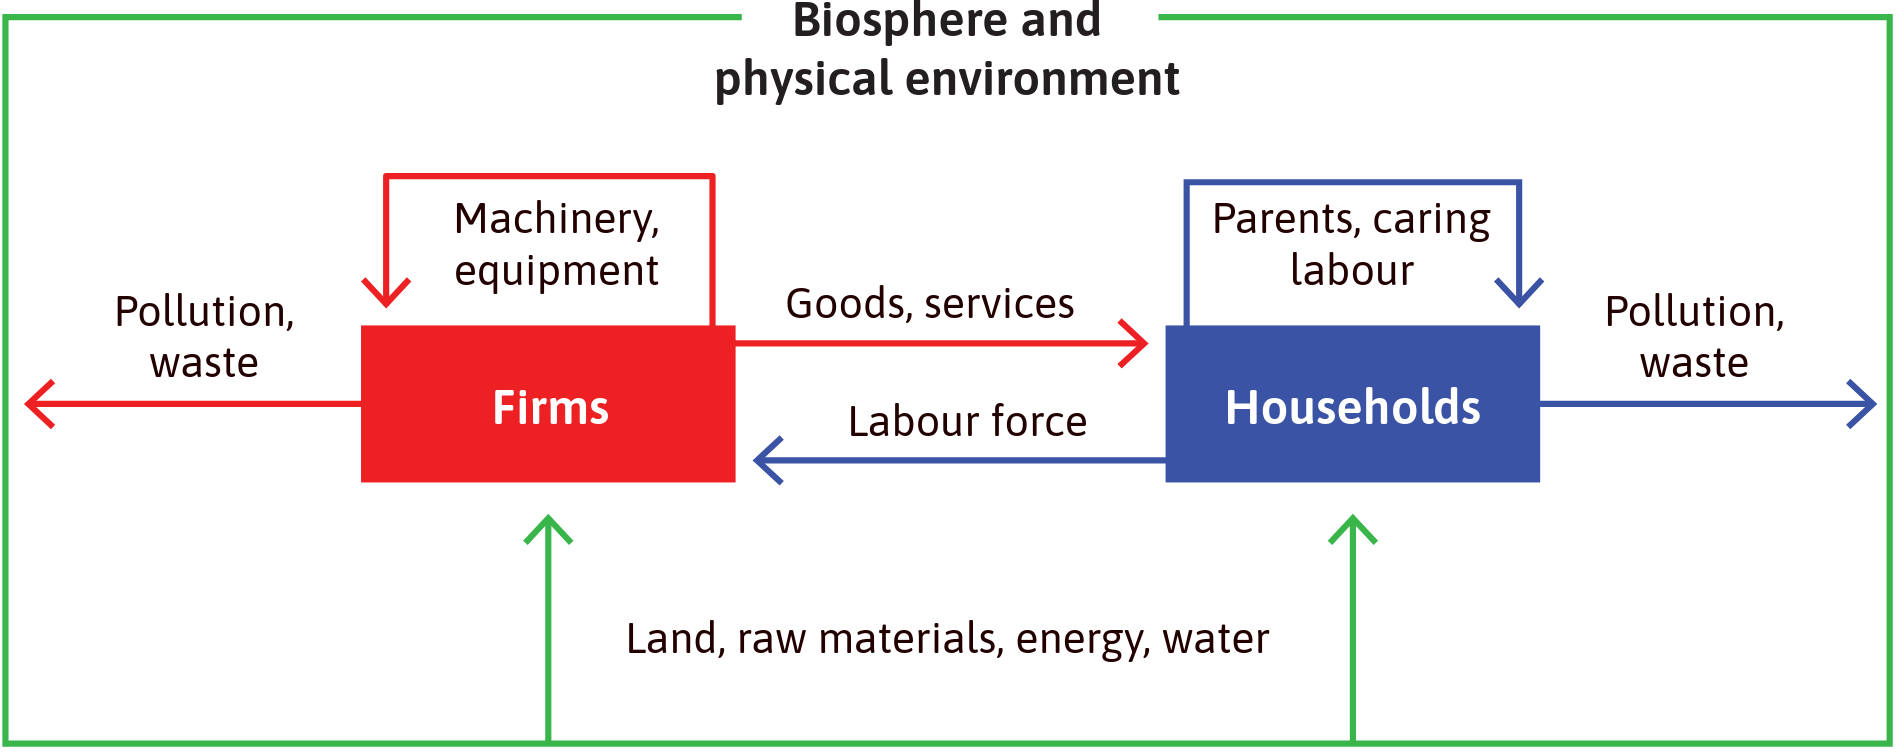 Biosphere and
physical environment
Machinery,
equipment
Parents, caring
labour
Pollution,
waste
Goods, services
Pollution,
waste
Firms
Labour force
Households
Land, raw materials, energy, water